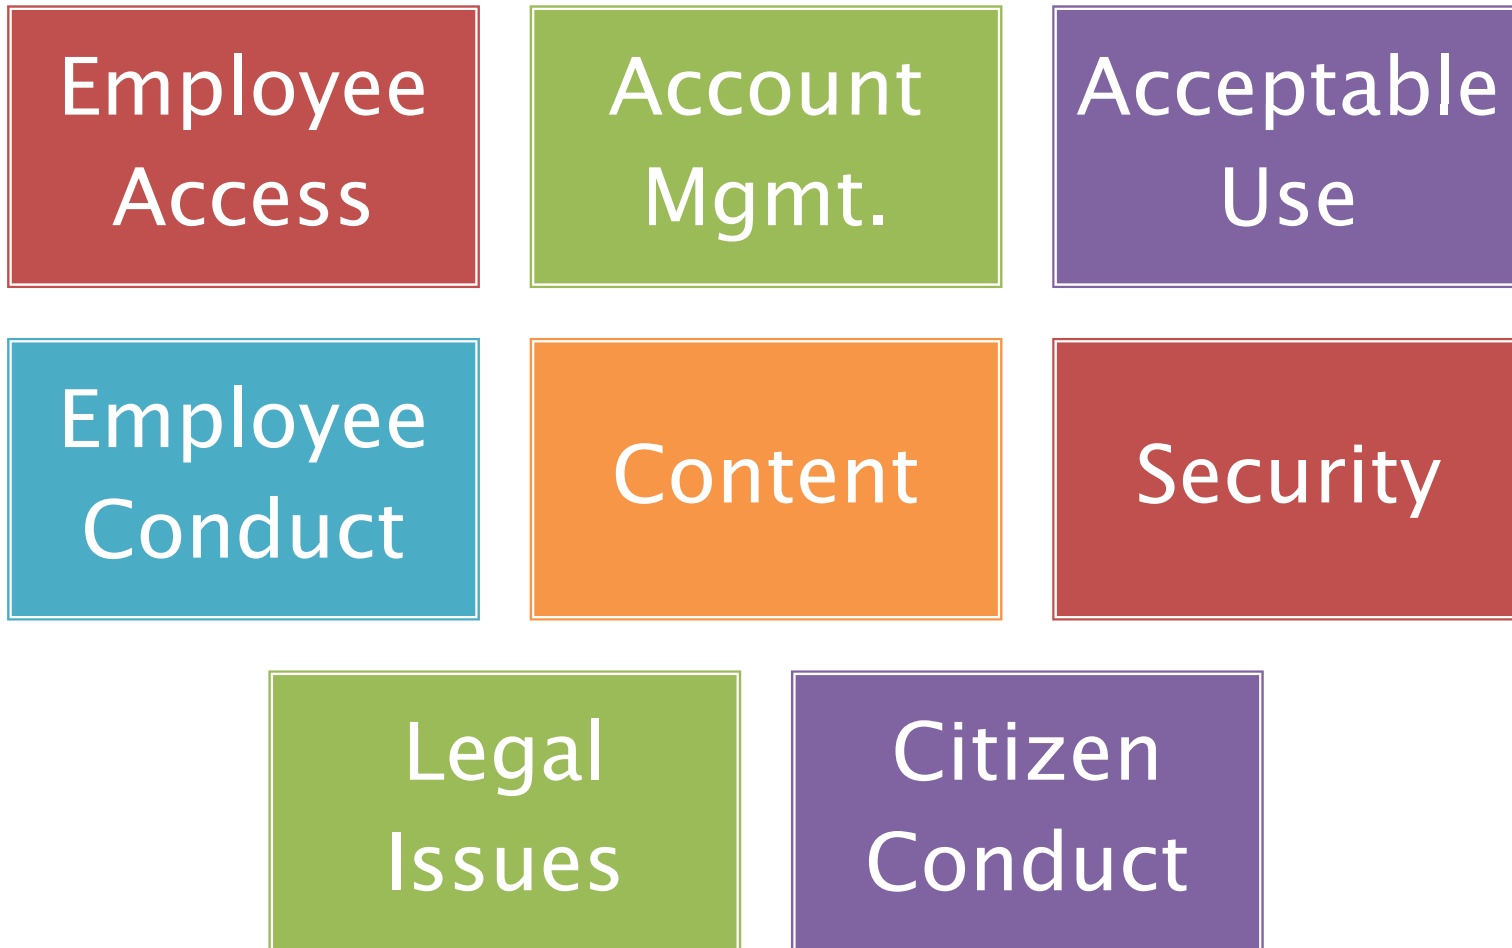 Employee
Access
Account
Mgmt.
Acceptable
Use
Employee
Conduct
Content
Security
Legal
Issues
Citizen
Conduct